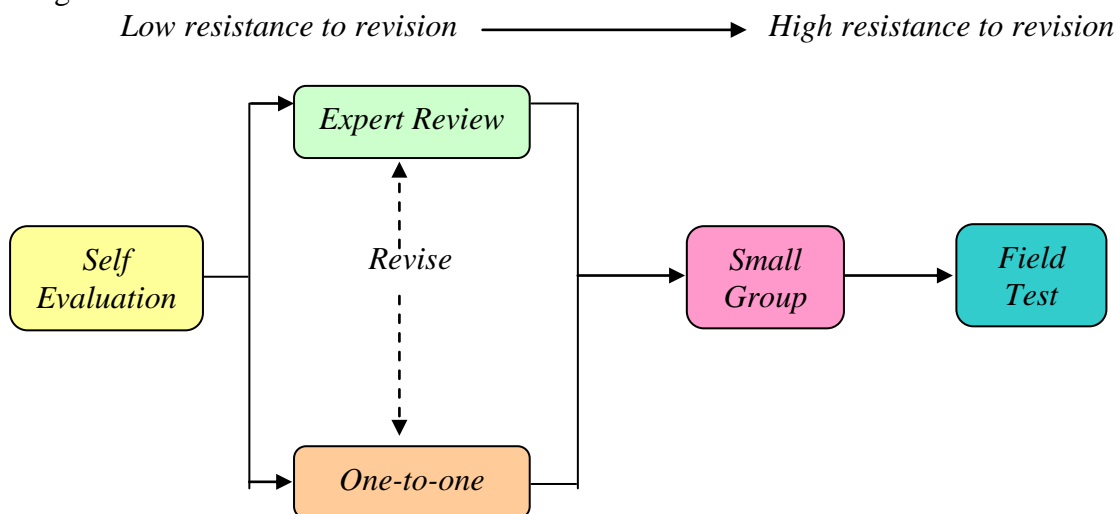 Low resistance to revision High resistance to revision
Expert Review
Self
Evaluation
Revise
Small
Group
Field
Test
One-to-one